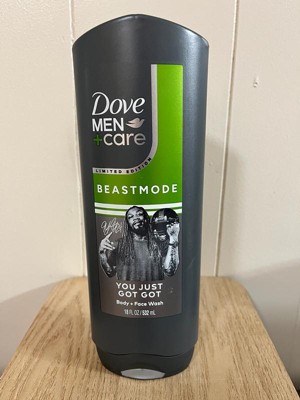 Dove
MEN
+care
LIMITED EDITION
BEASTMODE
YOU JUST
GOT GOT
Body + Face Wash
18 FL OZ / 532 mL